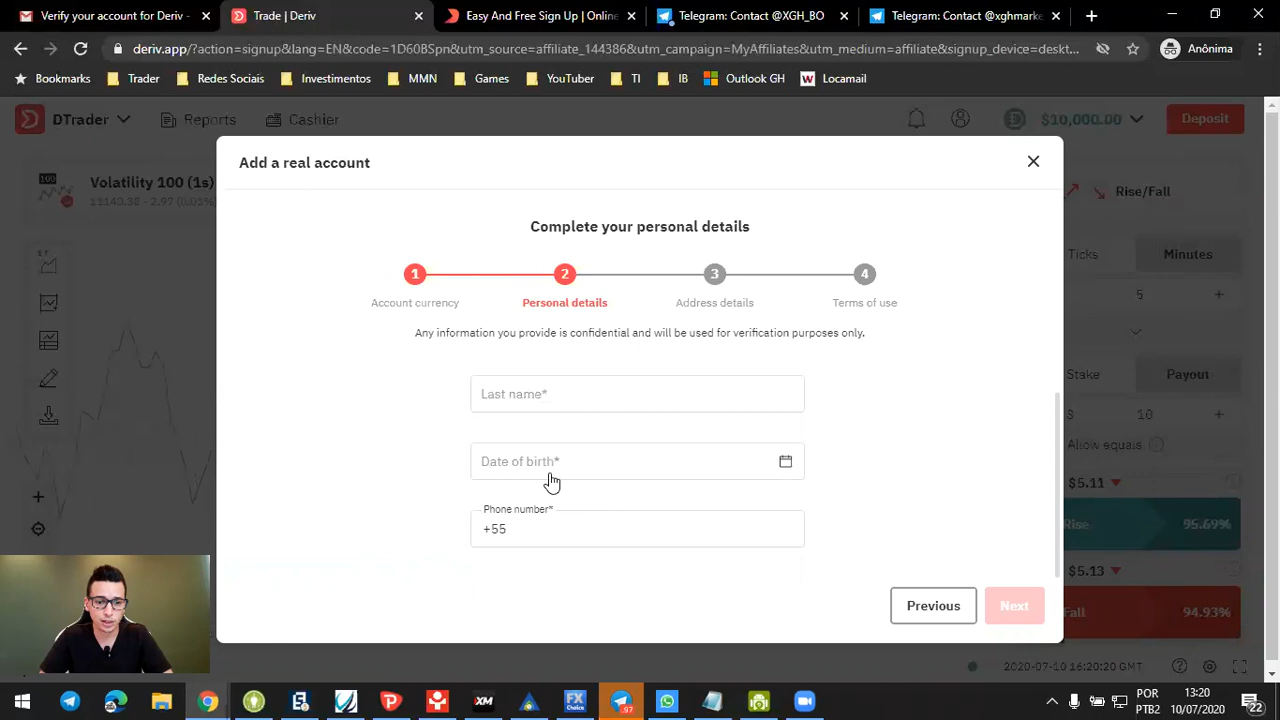 Verify your account for Deriv -
Trade | Deriv
Easy And Free Sign Up | Online
Telegram: Contact @XGH_BO
Telegram: Contact @xghmarke
deriv.app/?action=signup&lang=EN&code=1D60BSpn&utm_source=affiliate_144386&utm_campaign=MyAffiliates&utm_medium=affiliate&signup_device=deskt...
Anônima
Bookmarks
Trader
Redes Sociais
Investimentos
MMN
Games
YouTuber
TI
IB
Outlook GH
Locamail
DTrader
Reports
Cashier
$10,000.00
Deposit
Add a real account
100
Volatility 100 (1s)
Rise/Fall
Complete your personal details
Ticks
Minutes
1
2
3
4
Account currency
Personal details
Address details
Terms of use
5
Any information you provide is confidential and will be used for verification purposes only.
Stake
Payout
Last name*
$
10
Allow equals
Date of birth*
$5.11
Phone number*
+55
Rise
95.69%
$5.13
Previous
Next
Fall
94.93%
2020-07-10 16:20:20 GMT
XM
FX
Choice
97
POR
PTB2
13:20
10/07/2020
22